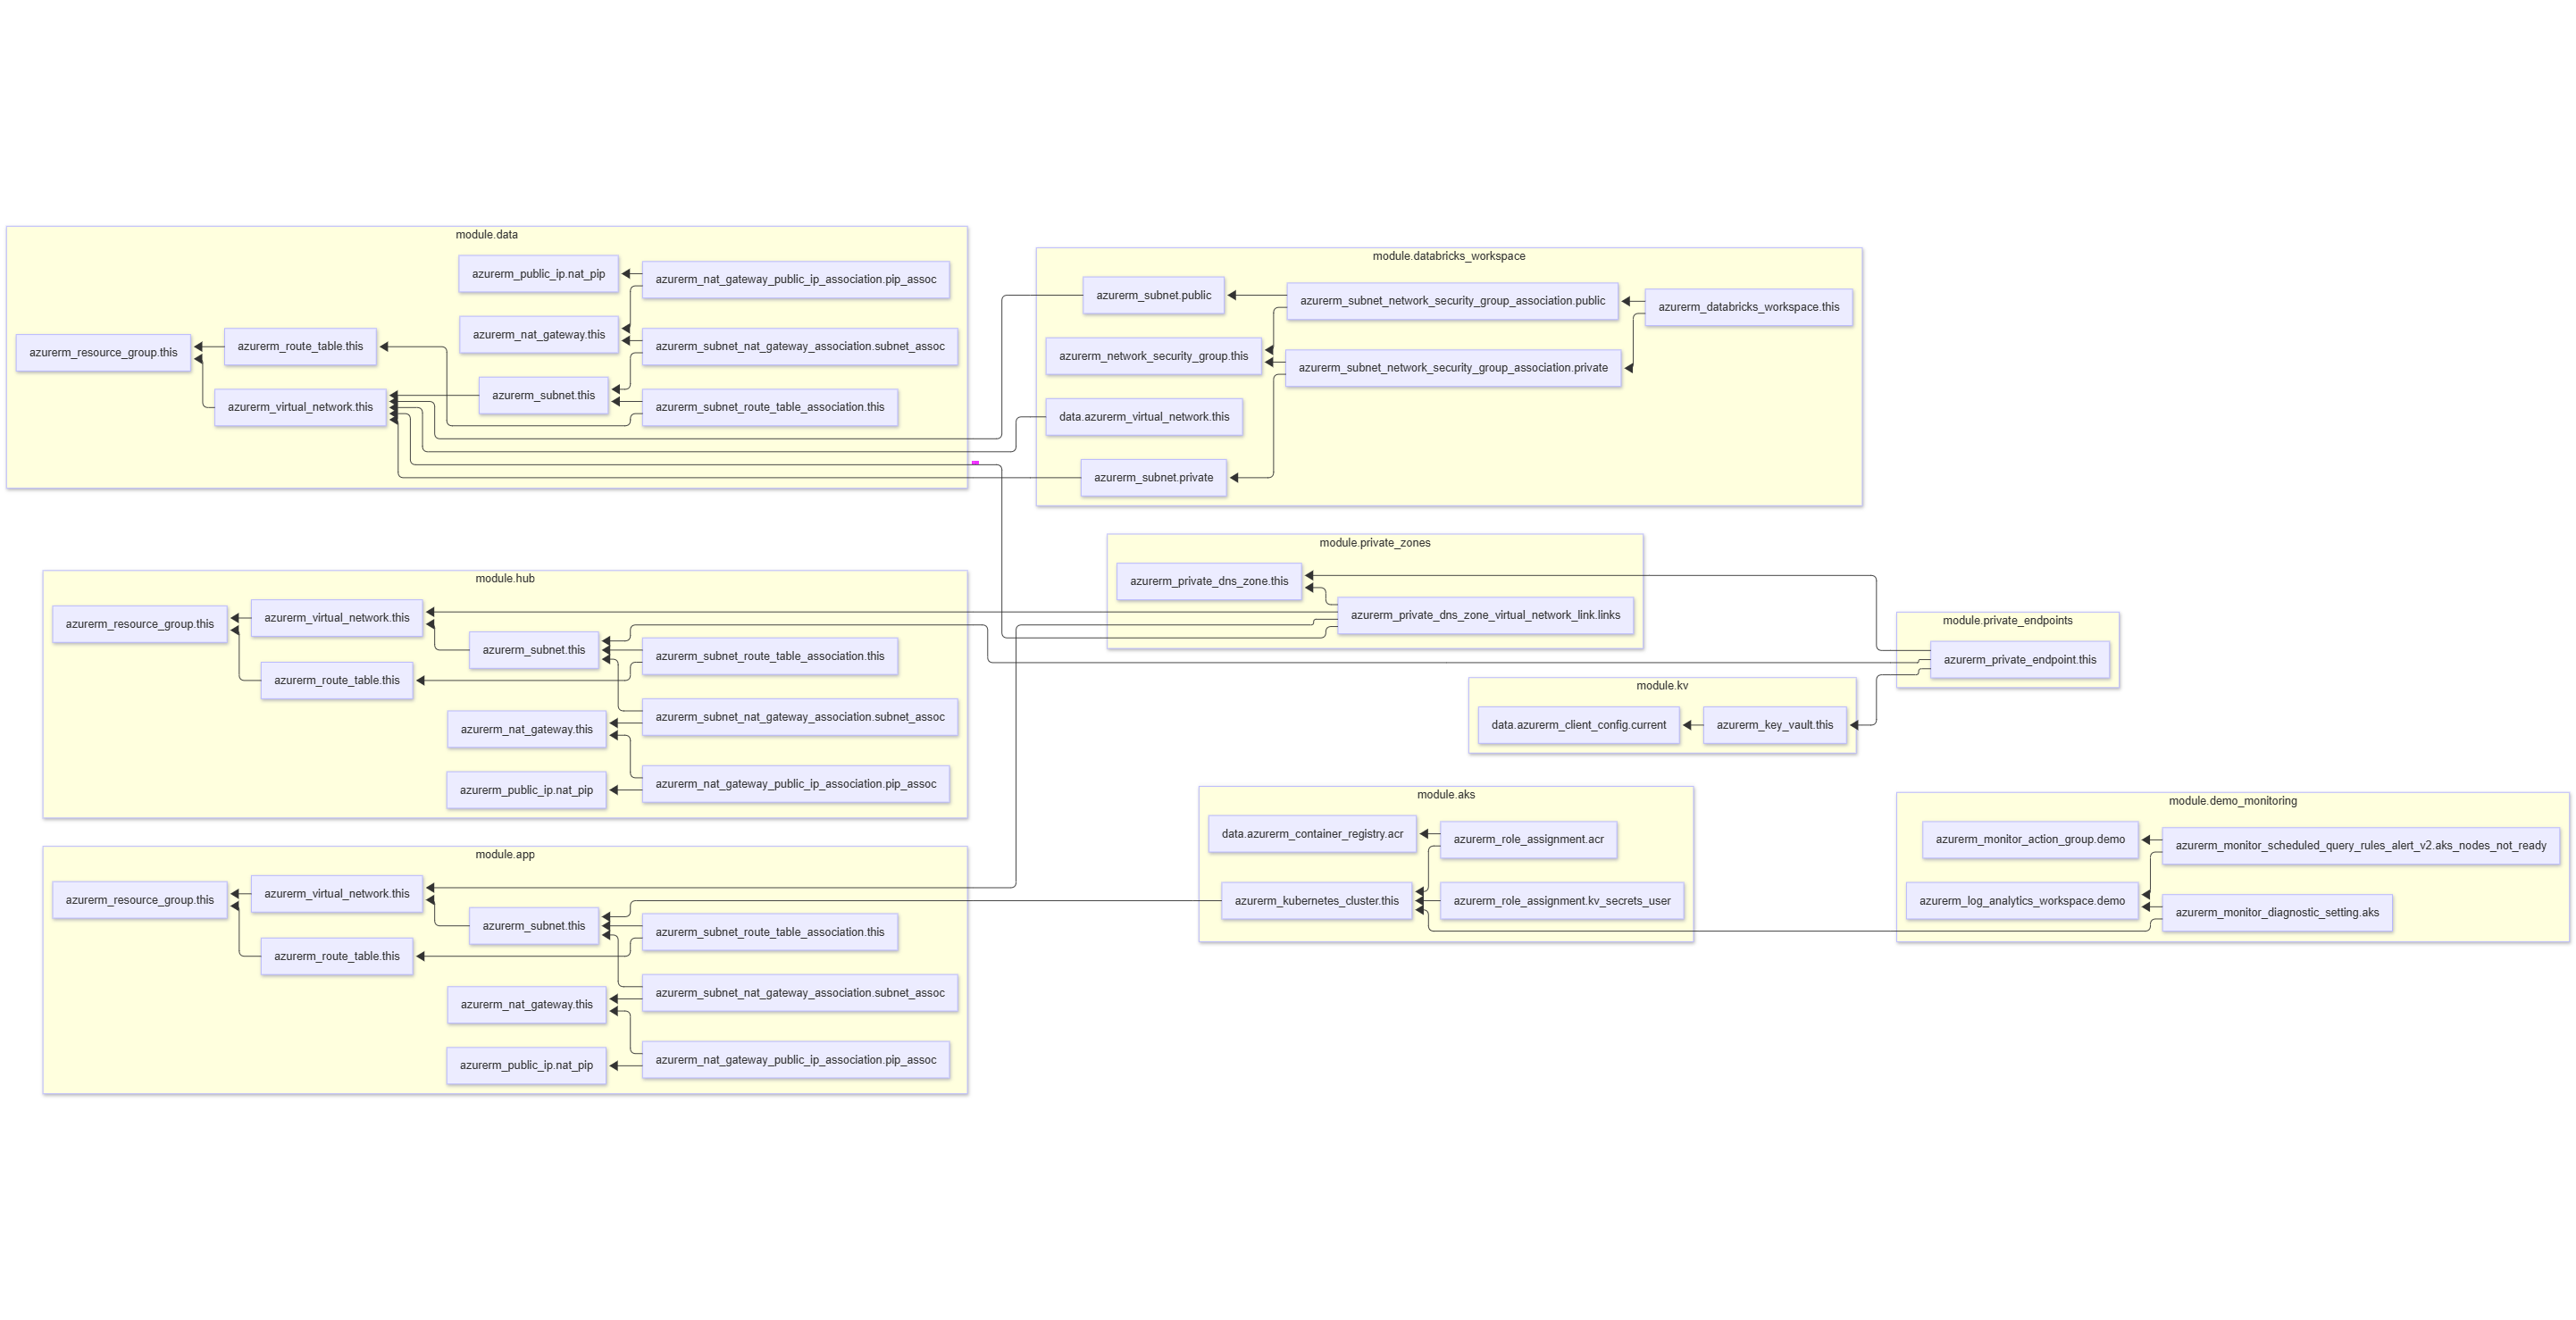 module.data
azurerm_public_ip.nat_pip
azurerm_nat_gateway_public_ip_association.pip_assoc
azurerm_nat_gateway.this
azurerm_subnet_nat_gateway_association.subnet_assoc
azurerm_resource_group.this
azurerm_route_table.this
azurerm_virtual_network.this
azurerm_subnet.this
azurerm_subnet_route_table_association.this
module.databricks_workspace
azurerm_subnet.public
azurerm_subnet_network_security_group_association.public
azurerm_databricks_workspace.this
azurerm_network_security_group.this
azurerm_subnet_network_security_group_association.private
data.azurerm_virtual_network.this
azurerm_subnet.private
module.private_zones
azurerm_private_dns_zone.this
azurerm_private_dns_zone_virtual_network_link.links
module.hub
azurerm_resource_group.this
azurerm_virtual_network.this
azurerm_subnet.this
azurerm_subnet_route_table_association.this
azurerm_route_table.this
azurerm_subnet_nat_gateway_association.subnet_assoc
azurerm_nat_gateway.this
azurerm_nat_gateway_public_ip_association.pip_assoc
azurerm_public_ip.nat_pip
module.private_endpoints
azurerm_private_endpoint.this
module.kv
data.azurerm_client_config.current
azurerm_key_vault.this
module.aks
data.azurerm_container_registry.acr
azurerm_role_assignment.acr
azurerm_kubernetes_cluster.this
azurerm_role_assignment.kv_secrets_user
module.demo_monitoring
azurerm_monitor_action_group.demo
azurerm_monitor_scheduled_query_rules_alert_v2.aks_nodes_not_ready
azurerm_log_analytics_workspace.demo
azurerm_monitor_diagnostic_setting.aks
module.app
azurerm_resource_group.this
azurerm_virtual_network.this
azurerm_subnet.this
azurerm_subnet_route_table_association.this
azurerm_route_table.this
azurerm_subnet_nat_gateway_association.subnet_assoc
azurerm_nat_gateway.this
azurerm_nat_gateway_public_ip_association.pip_assoc
azurerm_public_ip.nat_pip